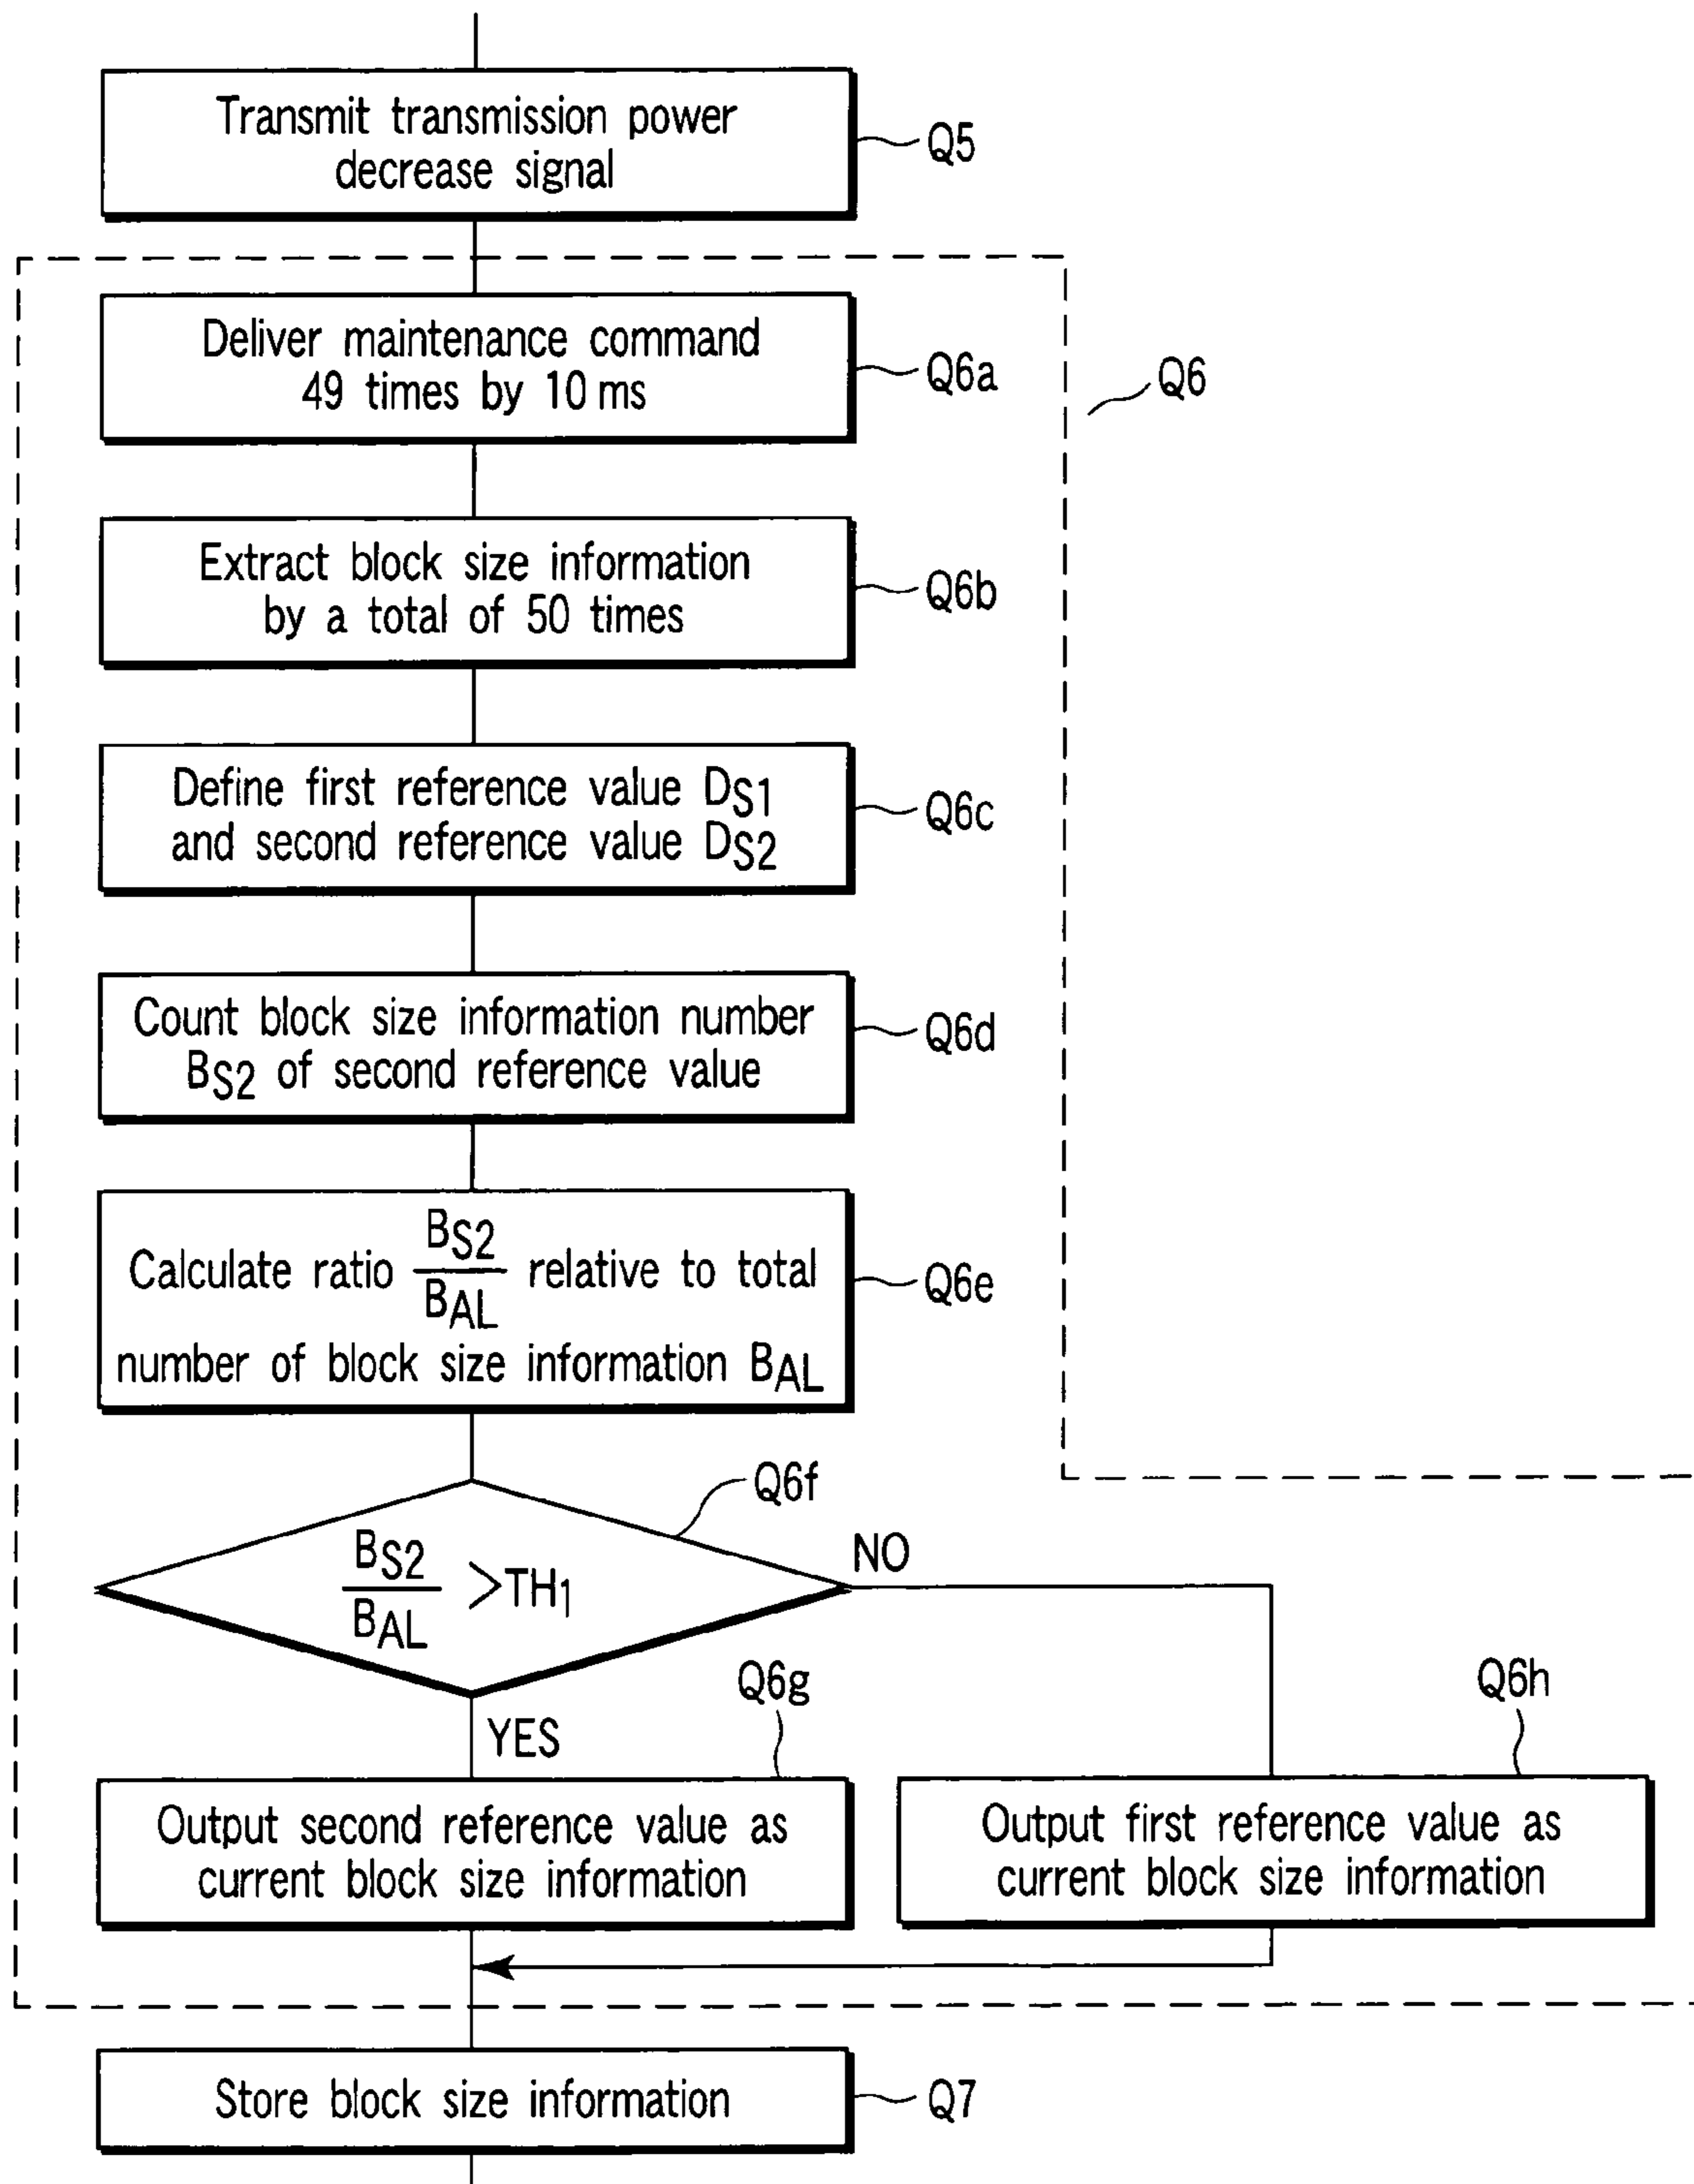 Transmit transmission power
decrease signal
Q5
Deliver maintenance command
49 times by 10 ms
Q6a
Q6
Extract block size information
by a total of 50 times
Q6b
Define first reference value DS1
and second reference value DS2
Q6c
Count block size information number
BS2 of second reference value
Q6d
Calculate ratio BS2/BAL relative to total
number of block size information BAL
Q6e
Q6f
BS2/BAL >TH1
NO
YES
Q6g
Q6h
Output second reference value as
current block size information
Output first reference value as
current block size information
Store block size information
Q7